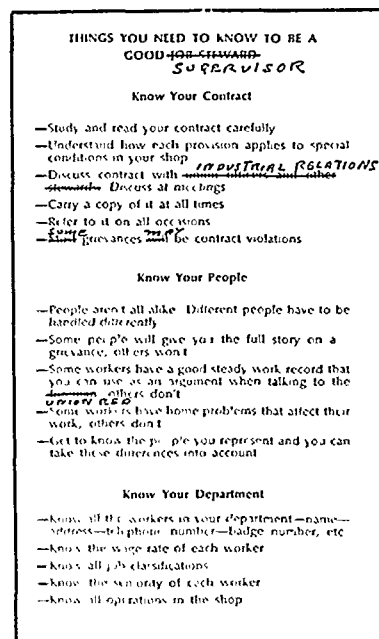 THINGS YOU NEED TO KNOW TO BE A
GOOD JOB STEWARD
SUPERVISOR
Know Your Contract
—Study and read your contract carefully
—Understand how each provision applies to special
conditions in your shop
INDUSTRIAL RELATIONS
—Discuss contract with union officers and other
stewards. Discuss at meetings
—Carry a copy of it at all times
—Refer to it on all occasions
SOME MAY
—grievances be contract violations
Know Your People
—People aren't all alike. Different people have to be
handled differently
—Some people will give you the full story on a
grievance, others won't
—Some workers have a good steady work record that
you can use as an argument when talking to the
others don't
UNION REP
—Some workers have home problems that affect their
work, others don't
—Get to know the people you represent and you can
take these differences into account
Know Your Department
—Know all the workers in your department—name—
address—telephone number—badge number, etc
—Know the wage rate of each worker
—Know all job classifications
—Know the seniority of each worker
—Know all operations in the shop